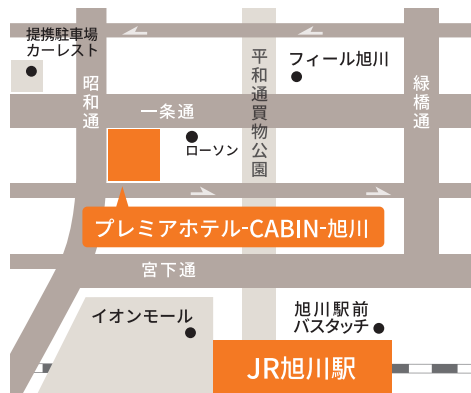 提携駐車場
カーレスト
昭和通
平和通買物公園
フィール旭川
緑橋通
一条通
ローソン
プレミアホテル-CABIN-旭川
宮下通
イオンモール
旭川駅前
バスタッチ
JR旭川駅